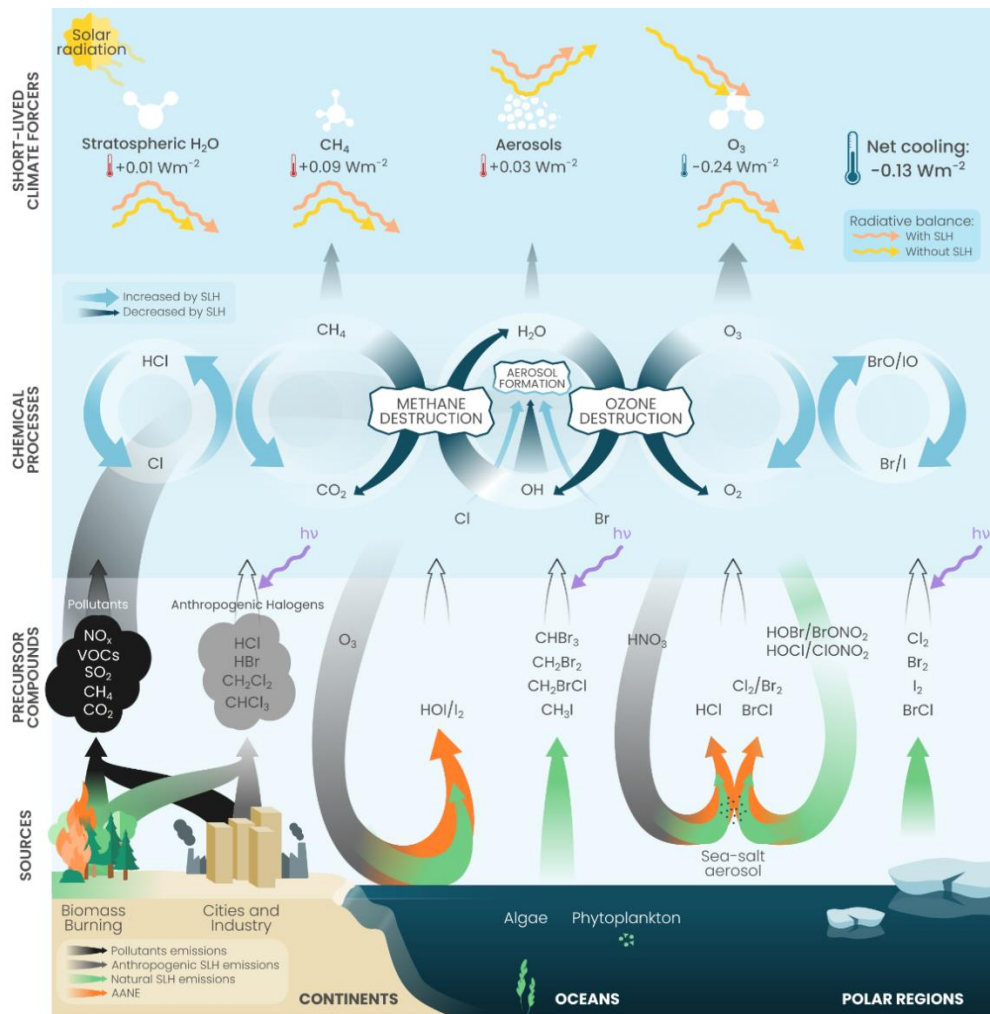 SHORT-LIVED
CLIMATE FORCERS
Solar
radiation
Stratospheric H₂O
+0.01 Wm⁻²
CH₄
+0.09 Wm⁻²
Aerosols
+0.03 Wm⁻²
O₃
-0.24 Wm⁻²
Net cooling:
-0.13 Wm⁻²
Radiative balance:
With SLH
Without SLH
CHEMICAL
PROCESSES
Increased by SLH
Decreased by SLH
HCl
Cl
CH₄
METHANE
DESTRUCTION
CO₂
H₂O
AEROSOL
FORMATION
OH
Cl
Br
OZONE
DESTRUCTION
O₃
O₂
BrO/IO
Br/I
hν
hν
hν
PRECURSOR
COMPOUNDS
Pollutants
NOₓ
VOCs
SO₂
CH₄
CO₂
Anthropogenic Halogens
HCl
HBr
CH₂Cl₂
CHCl₃
O₃
HOI/I₂
CHBr₃
CH₂Br₂
CH₂BrCl
CH₃I
HNO₃
HCl
Cl₂/Br₂
BrCl
HOBr/BrONO₂
HOCl/ClONO₂
Cl₂
Br₂
I₂
BrCl
SOURCES
Sea-salt
aerosol
Biomass
Burning
Cities and
Industry
Algae
Phytoplankton
Pollutants emissions
Anthropogenic SLH emissions
Natural SLH emissions
AANE
CONTINENTS
OCEANS
POLAR REGIONS